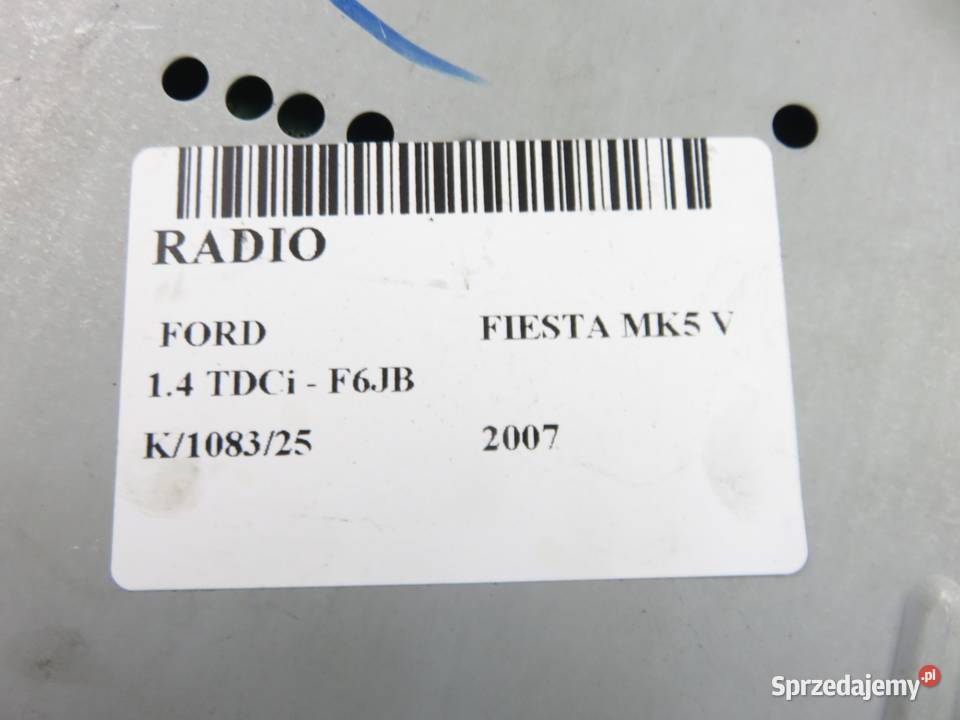 RADIO
FORD FIESTA MK5 V
1.4 TDCi - F6JB
K/1083/25 2007
Sprzedajemy.pl